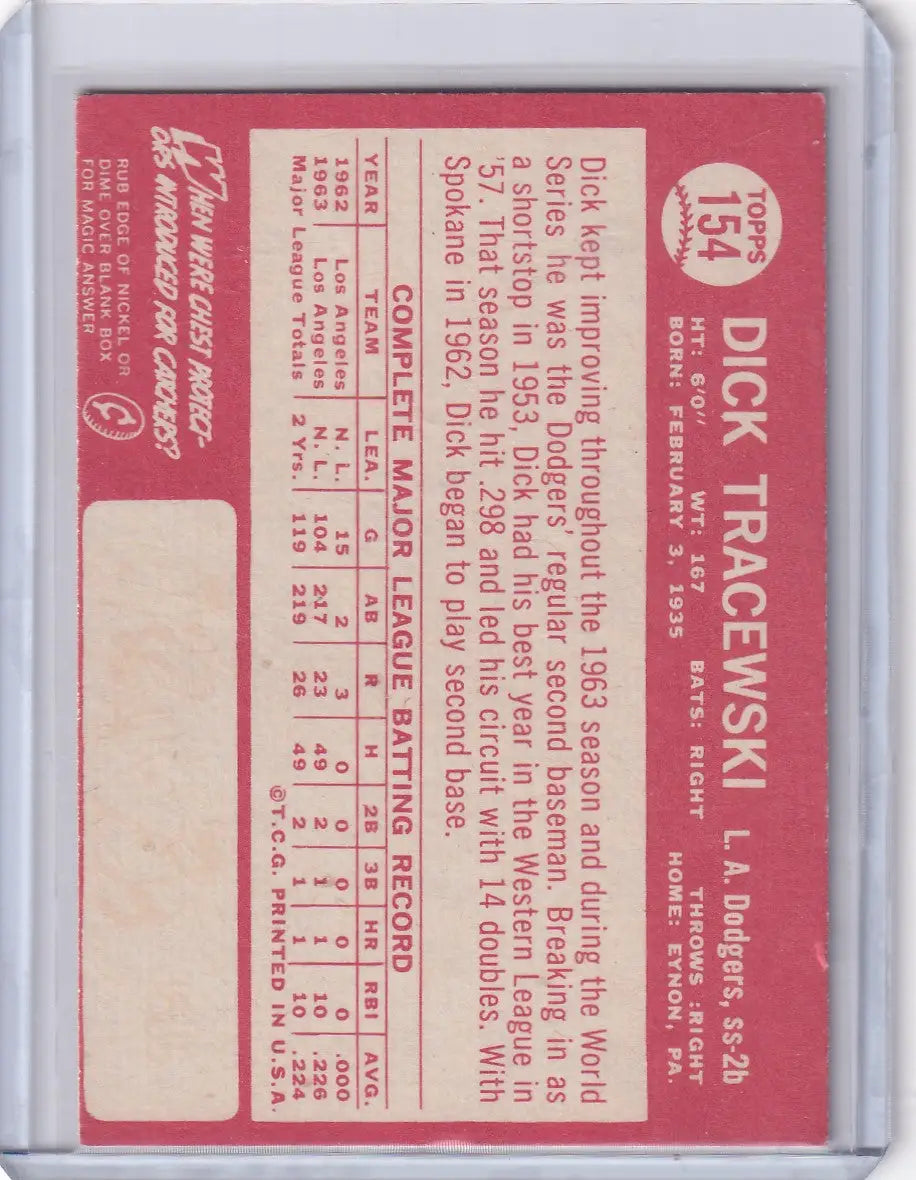 TOPPS
154
DICK TRACEWSKI L. A. Dodgers, ss-2b
HT: 6'0" WT: 167 BATS: RIGHT THROWS :RIGHT
BORN: FEBRUARY 3, 1935 HOME: EYNON, PA.
Dick kept improving throughout the 1963 season and during the World
Series he was the Dodgers' regular second baseman. Breaking in as
a shortstop in 1953, Dick had his best year in the Western League in
'57. That season he hit .298 and led his circuit with 14 doubles. With
Spokane in 1962, Dick began to play second base.
COMPLETE MAJOR LEAGUE BATTING RECORD
YEAR TEAM LEA. G AB R H 2B 3B HR RBI AVG.
1962 Los Angeles N. L. 15 2 3 0 0 0 0 0 .000
1963 Los Angeles N. L. 104 217 23 49 2 1 1 10 .226
Major League Totals 2 Yrs. 119 219 26 49 2 1 1 10 .224
©T.C.G. PRINTED IN U.S.A.
WHEN WERE CHEST PROTECT-
ORS INTRODUCED FOR CATCHERS?
RUB EDGE OF NICKEL OR
DIME OVER BLANK BOX
FOR MAGIC ANSWER